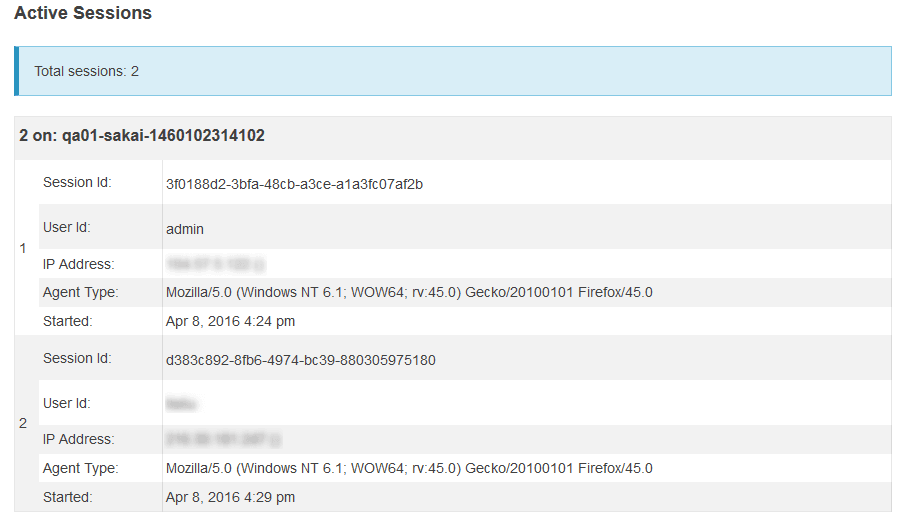 Active Sessions
Total sessions: 2
2 on: qa01-sakai-1460102314102
1
Session Id: 3f0188d2-3bfa-48cb-a3ce-a1a3fc07af2b
User Id: admin
IP Address:
Agent Type: Mozilla/5.0 (Windows NT 6.1; WOW64; rv:45.0) Gecko/20100101 Firefox/45.0
Started: Apr 8, 2016 4:24 pm
2
Session Id: d383c892-8fb6-4974-bc39-880305975180
User Id:
IP Address:
Agent Type: Mozilla/5.0 (Windows NT 6.1; WOW64; rv:45.0) Gecko/20100101 Firefox/45.0
Started: Apr 8, 2016 4:29 pm